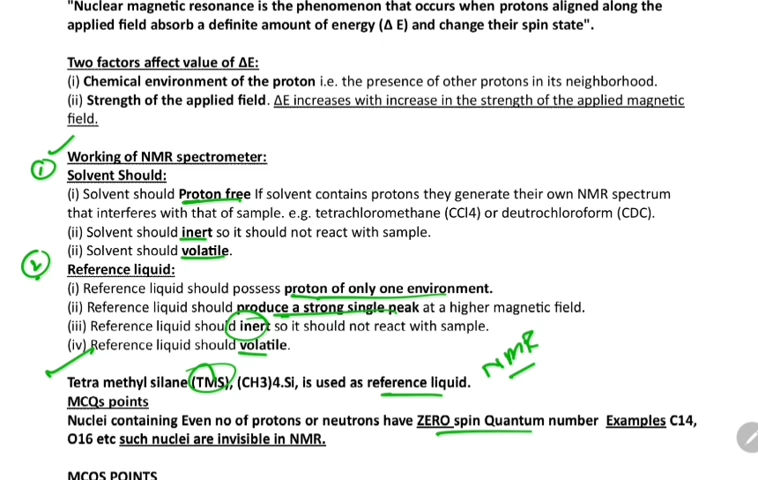 "Nuclear magnetic resonance is the phenomenon that occurs when protons aligned along the
applied field absorb a definite amount of energy (Δ E) and change their spin state".
Two factors affect value of ΔE:
(i) Chemical environment of the proton i.e. the presence of other protons in its neighborhood.
(ii) Strength of the applied field. ΔE increases with increase in the strength of the applied magnetic
field.
Working of NMR spectrometer:
1
Solvent Should:
(i) Solvent should Proton free If solvent contains protons they generate their own NMR spectrum
that interferes with that of sample. e.g. tetrachloromethane (CCl4) or deutrochloroform (CDC).
(ii) Solvent should inert so it should not react with sample.
(ii) Solvent should volatile.
2
Reference liquid:
(i) Reference liquid should possess proton of only one environment.
(ii) Reference liquid should produce a strong single peak at a higher magnetic field.
(iii) Reference liquid should inert so it should not react with sample.
(iv) Reference liquid should volatile.
NMR
Tetra methyl silane (TMS), (CH3)4.Si, is used as reference liquid.
MCQs points
Nuclei containing Even no of protons or neutrons have ZERO spin Quantum number Examples C14,
O16 etc such nuclei are invisible in NMR.
MCQS POINTS